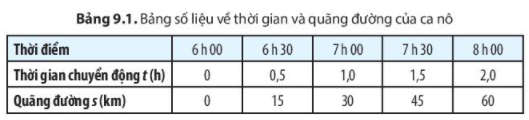 Bảng 9.1. Bảng số liệu về thời gian và quãng đường của ca nô
Thời điểm 6 h 00 6 h 30 7 h 00 7 h 30 8 h 00
Thời gian chuyển động t (h) 0 0,5 1,0 1,5 2,0
Quãng đường s (km) 0 15 30 45 60